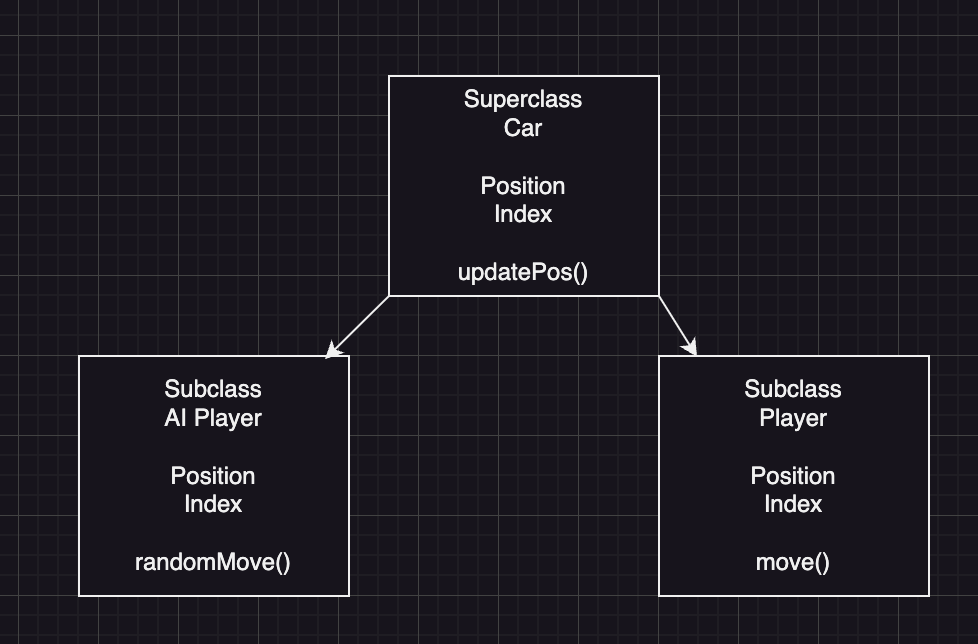 Superclass
Car
Position
Index
updatePos()
Subclass
AI Player
Position
Index
randomMove()
Subclass
Player
Position
Index
move()